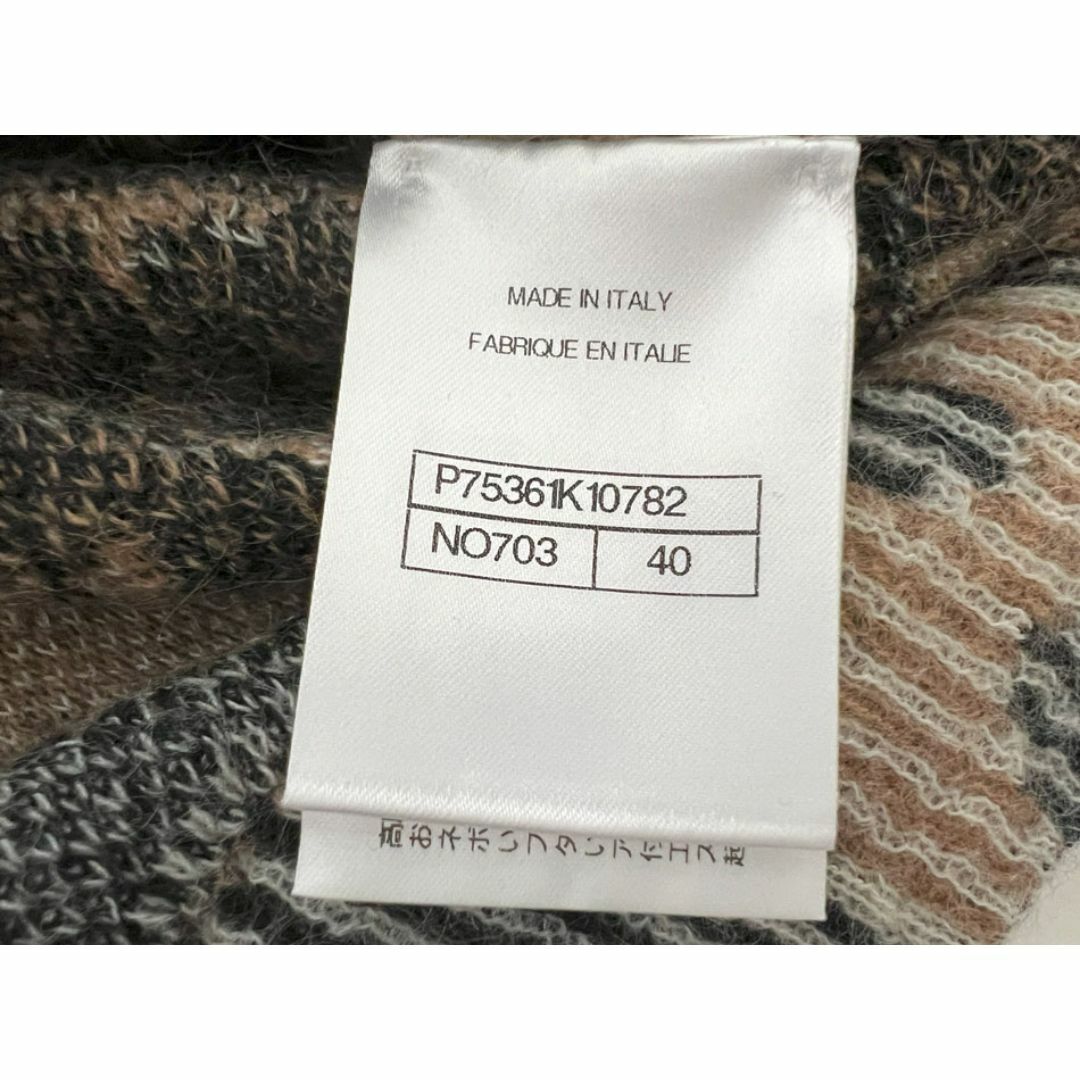 MADE IN ITALY
FABRIQUE EN ITALIE
P75361K10782
NO703 40